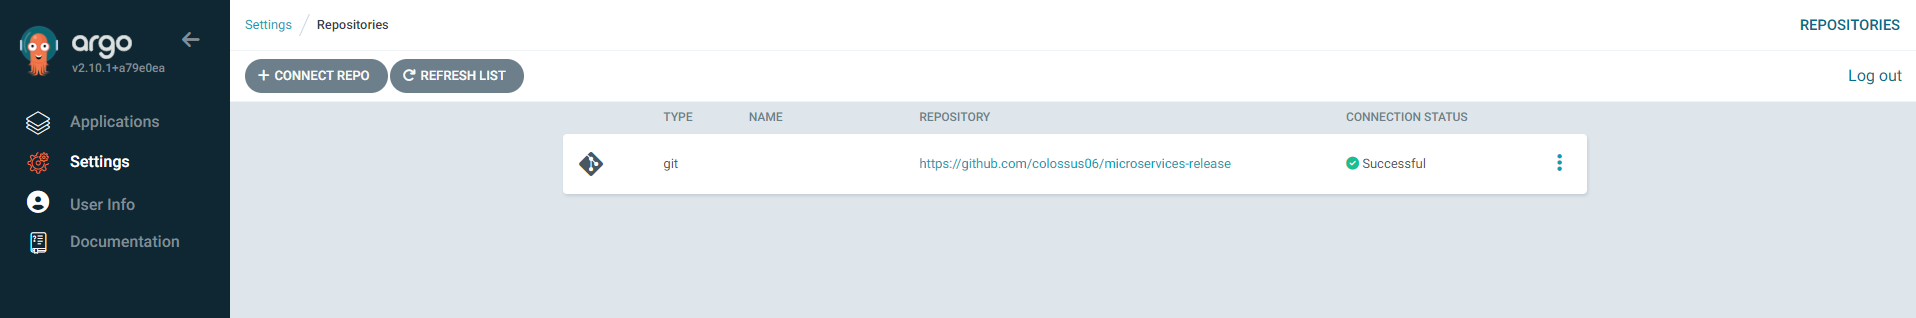 argo
v2.10.1+a79e0ea
Applications
Settings
User Info
Documentation
Settings / Repositories
REPOSITORIES
+ CONNECT REPO
REFRESH LIST
Log out
TYPE NAME REPOSITORY CONNECTION STATUS
git https://github.com/colossus06/microservices-release Successful